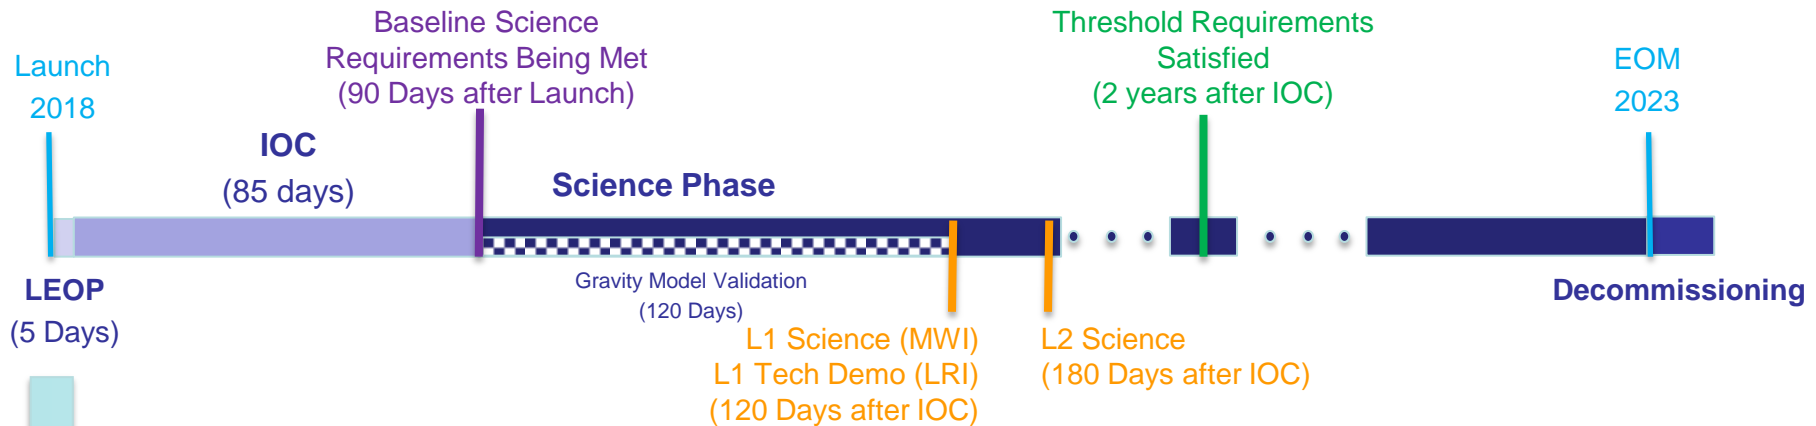 Launch
2018
Baseline Science
Requirements Being Met
(90 Days after Launch)
Threshold Requirements
Satisfied
(2 years after IOC)
EOM
2023
IOC
(85 days)
Science Phase
LEOP
(5 Days)
Gravity Model Validation
(120 Days)
Decommissioning
L1 Science (MWI)
L1 Tech Demo (LRI)
(120 Days after IOC)
L2 Science
(180 Days after IOC)